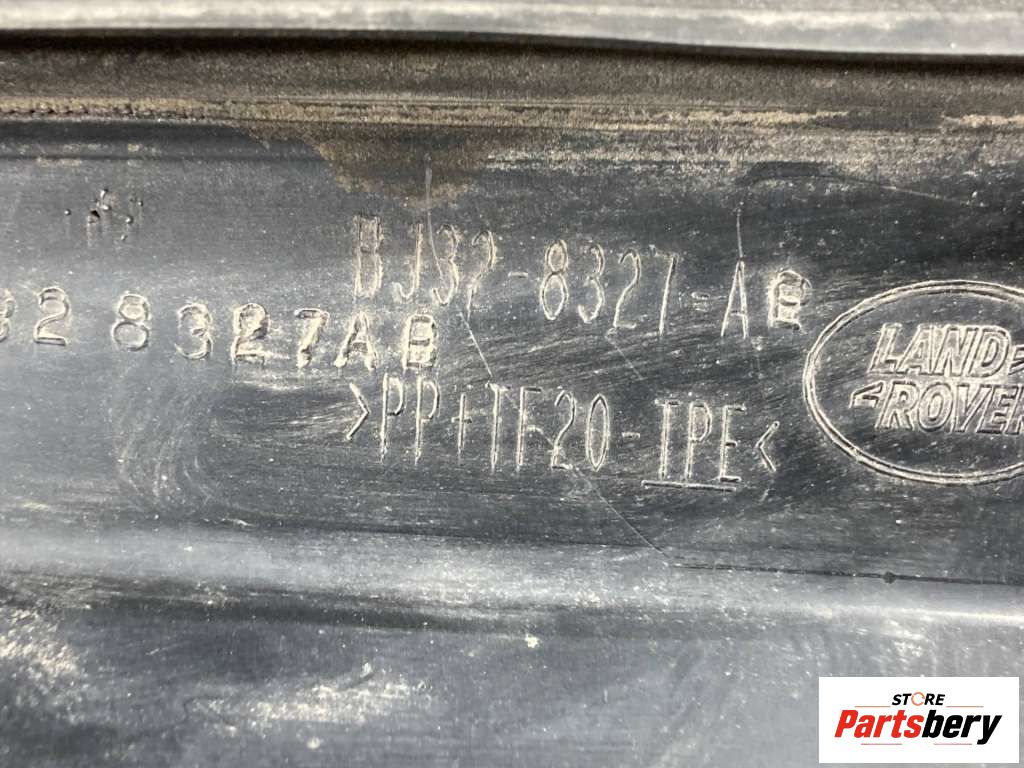 BJ32-8327-AB
32 8327AB
>PP+TF20-TPE<
LAND
ROVER
STORE
Partsbery